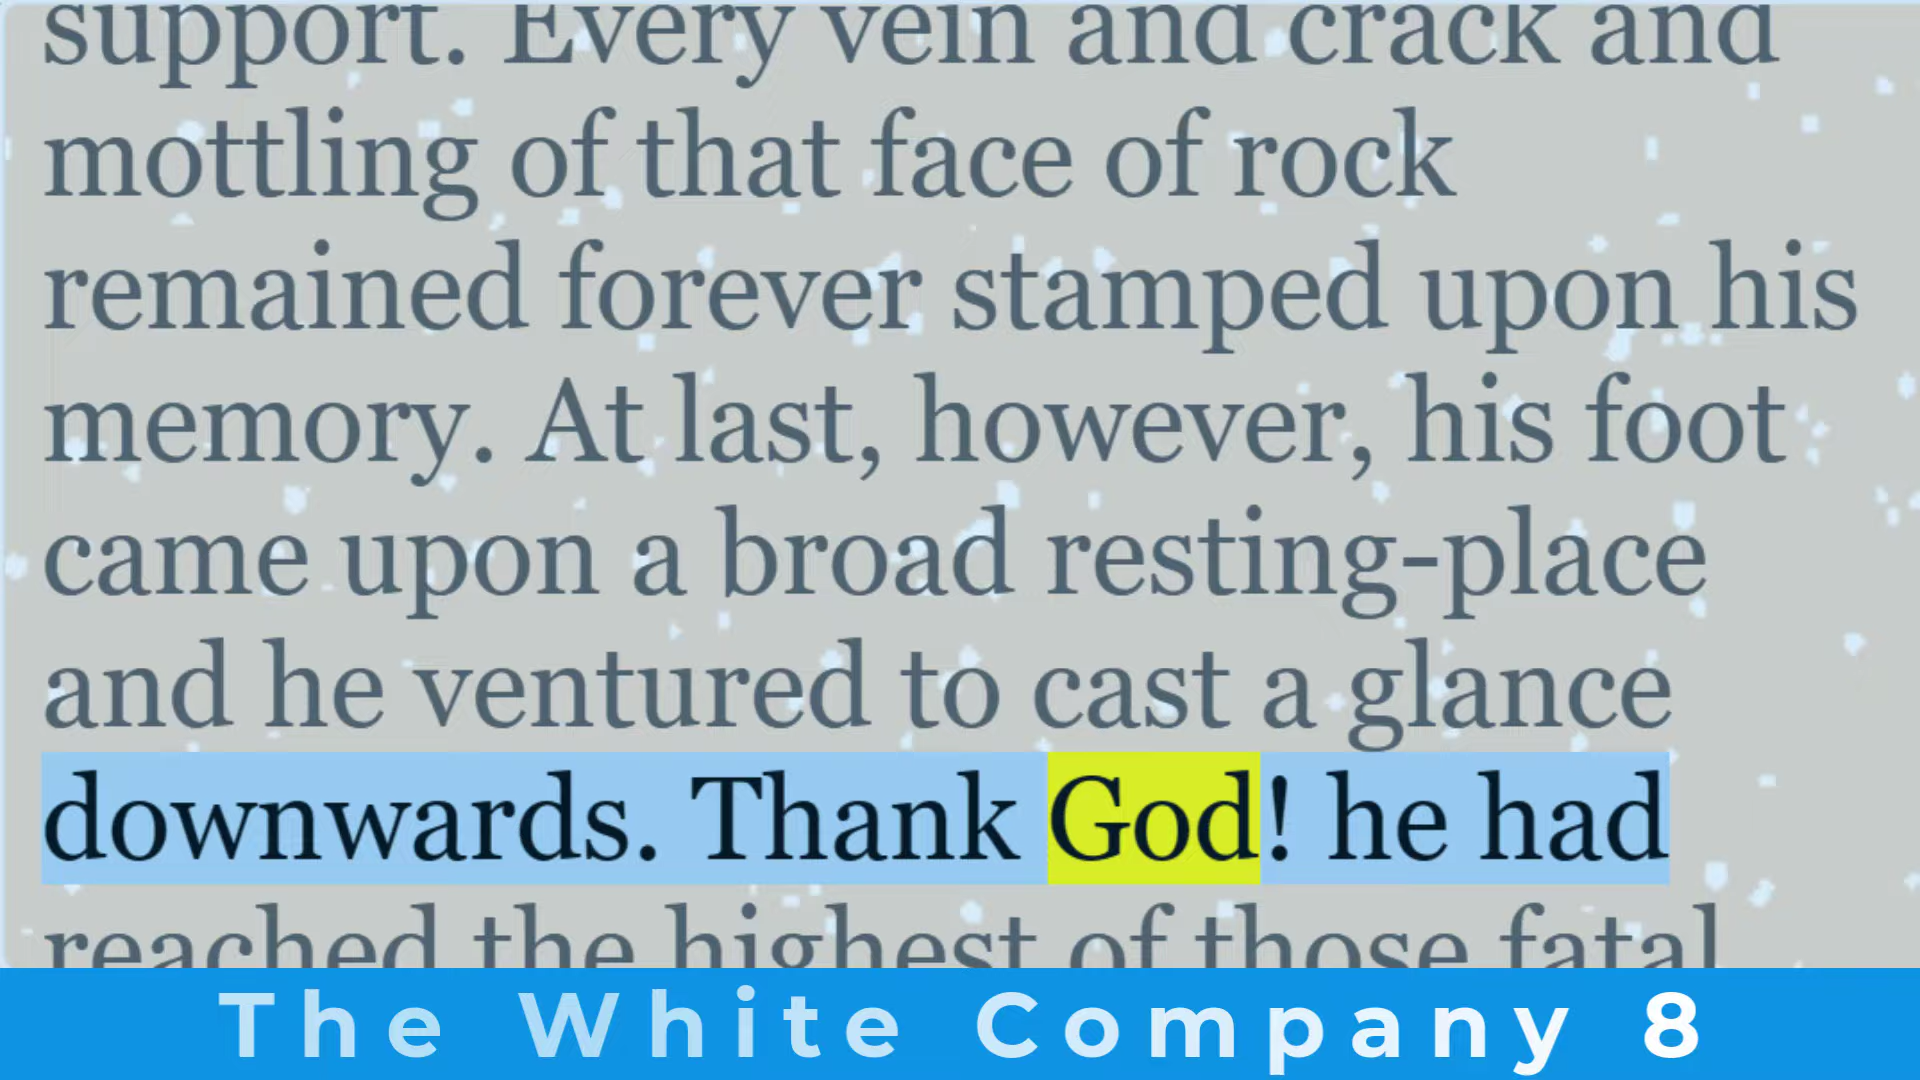 support. Every vein and crack and
mottling of that face of rock
remained forever stamped upon his
memory. At last, however, his foot
came upon a broad resting-place
and he ventured to cast a glance
downwards. Thank God! he had
reached the highest of those fatal
The White Company 8